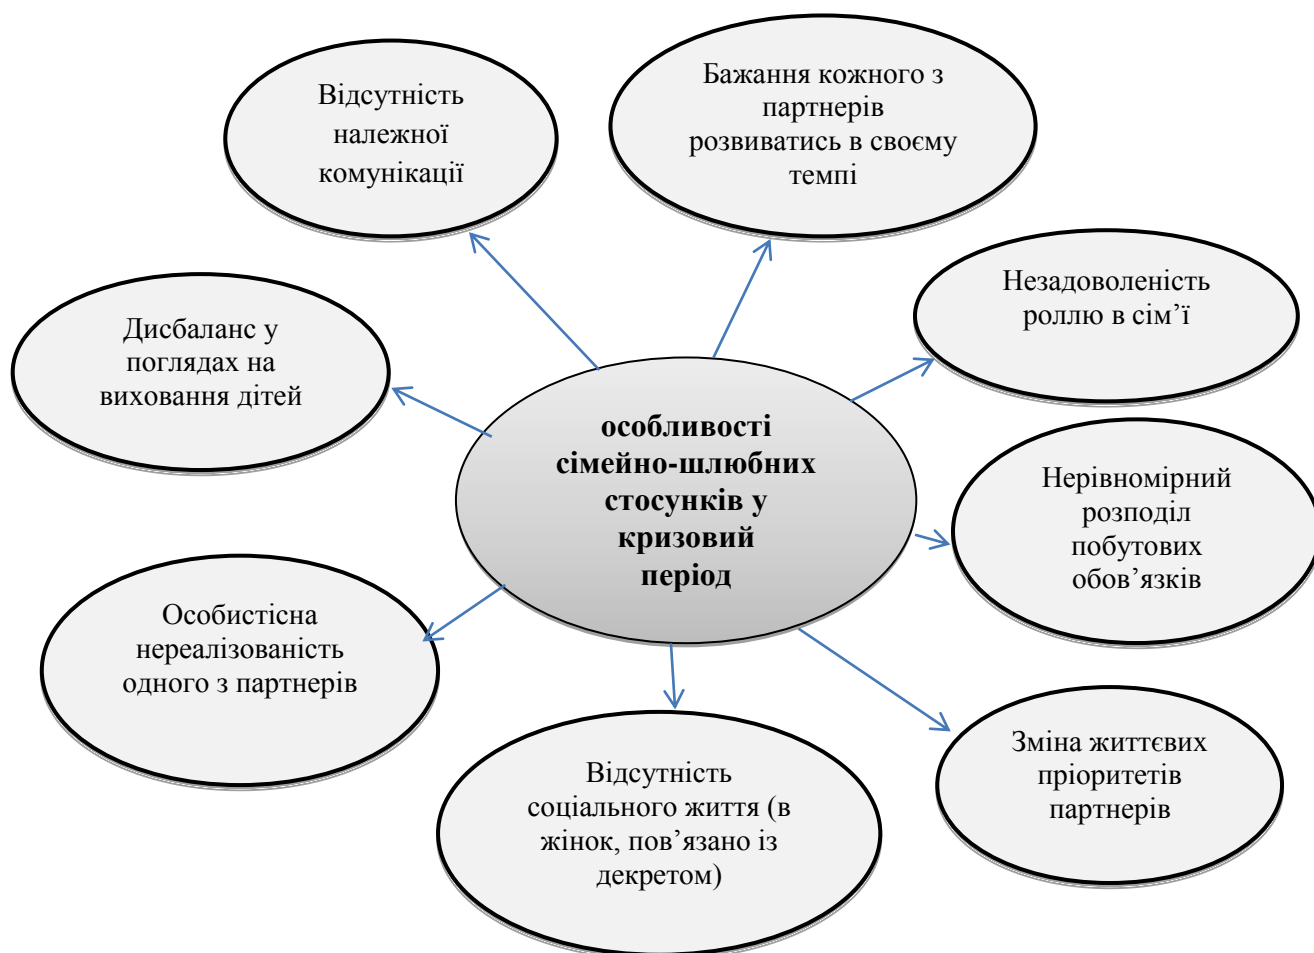 Відсутність
належної
комунікації
Бажання кожного з
партнерів
розвиватись в своєму
темпі
Незадоволеність
роллю в сім’ї
Дисбаланс у
поглядах на
виховання дітей
особливості
сімейно-шлюбних
стосунків у
кризовий
період
Нерівномірний
розподіл
побутових
обов’язків
Особистісна
нереалізованість
одного з партнерів
Відсутність
соціального життя (в
жінок, пов’язано із
декретом)
Зміна життєвих
пріоритетів
партнерів